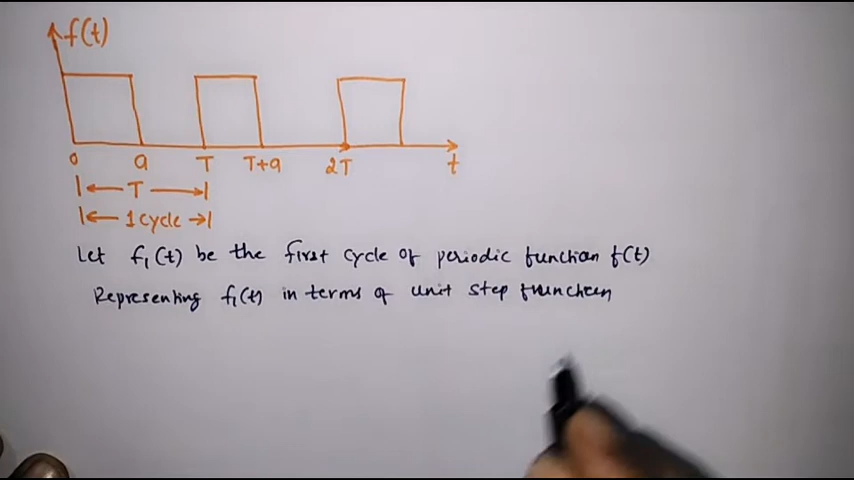 f(t)
0 a T T+a 2T t
T
1 cycle
Let f₁(t) be the first cycle of periodic function f(t)
Representing f₁(t) in terms of unit step function